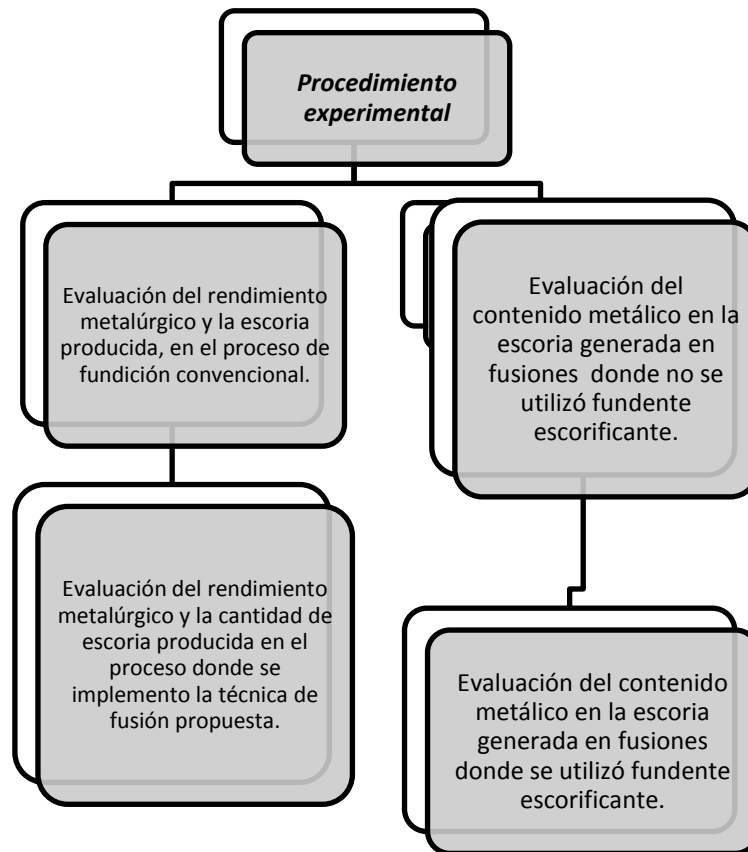 Procedimiento
experimental
Evaluación del rendimiento
metalúrgico y la escoria
producida, en el proceso de
fundición convencional.
Evaluación del
contenido metálico en la
escoria generada en
fusiones donde no se
utilizó fundente
escorificante.
Evaluación del rendimiento
metalúrgico y la cantidad de
escoria producida en el
proceso donde se
implemento la técnica de
fusión propuesta.
Evaluación del contenido
metálico en la escoria
generada en fusiones
donde se utilizó fundente
escorificante.